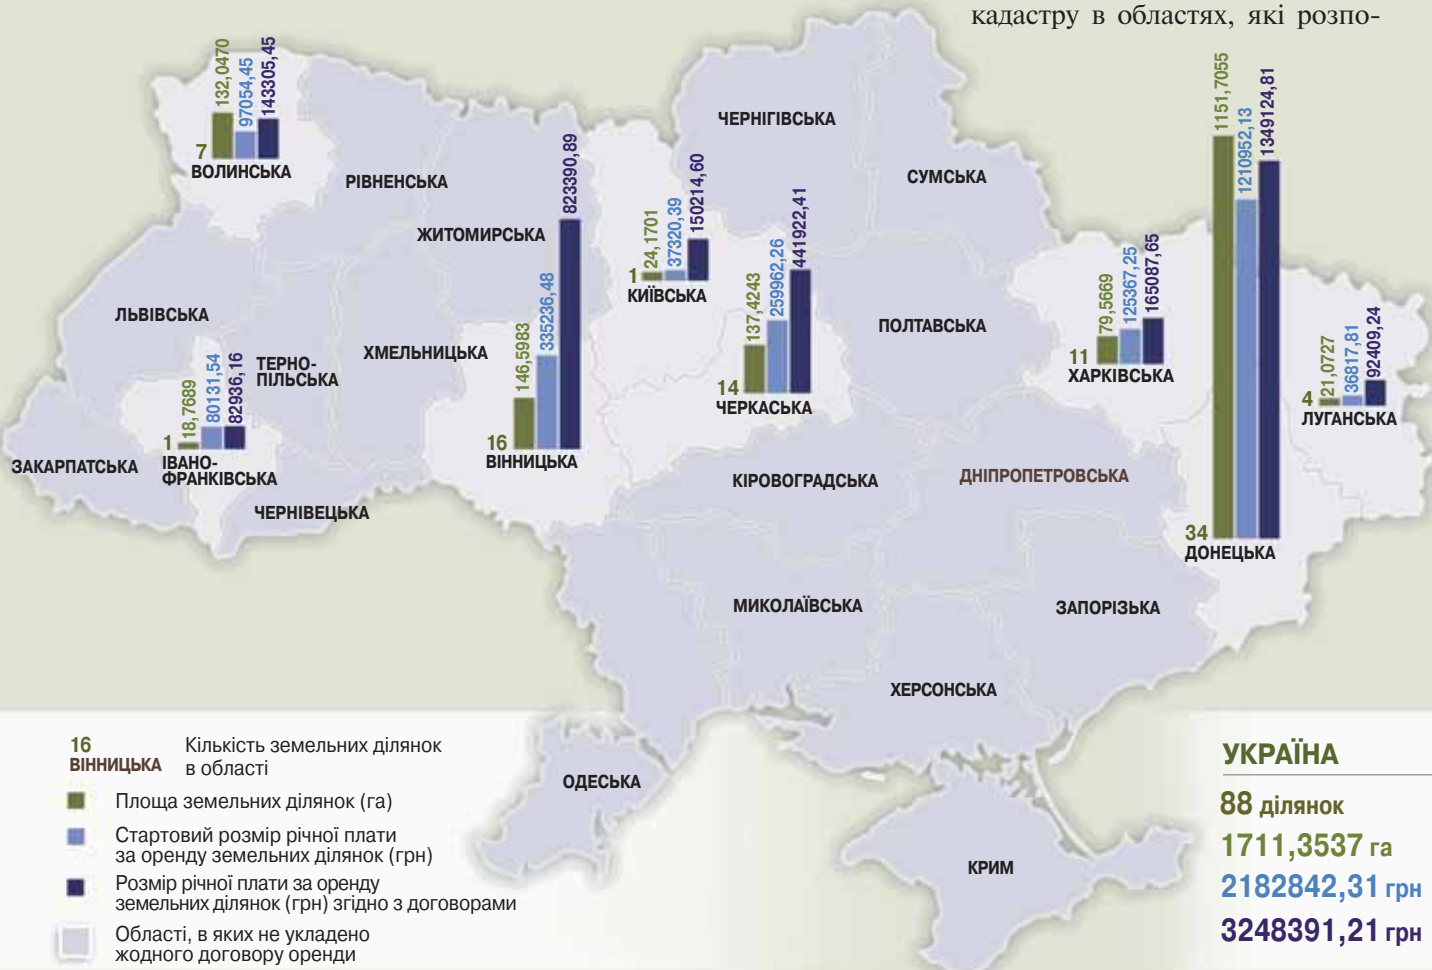 кадастру в областях, які розпо-
132,0470
97054,45
143305,45
7
ВОЛИНСЬКА
РІВНЕНСЬКА
ЖИТОМИРСЬКА
ЧЕРНІГІВСЬКА
СУМСЬКА
24,1701
37320,39
150214,60
1
КИЇВСЬКА
ЛЬВІВСЬКА
ТЕРНО-
ПІЛЬСЬКА
ХМЕЛЬНИЦЬКА
146,5983
335236,48
823390,89
16
ВІННИЦЬКА
137,4243
259962,26
441922,41
14
ЧЕРКАСЬКА
ПОЛТАВСЬКА
79,5669
125367,25
165087,65
11
ХАРКІВСЬКА
1151,7055
1210952,13
1349124,81
34
ДОНЕЦЬКА
21,0727
36817,81
92409,24
4
ЛУГАНСЬКА
ЗАКАРПАТСЬКА
18,7689
80131,54
82936,16
1
ІВАНО-
ФРАНКІВСЬКА
ЧЕРНІВЕЦЬКА
КІРОВОГРАДСЬКА
ДНІПРОПЕТРОВСЬКА
МИКОЛАЇВСЬКА
ЗАПОРІЗЬКА
ХЕРСОНСЬКА
ОДЕСЬКА
КРИМ
16
ВІННИЦЬКА
Кількість земельних ділянок
в області
Площа земельних ділянок (га)
Стартовий розмір річної плати
за оренду земельних ділянок (грн)
Розмір річної плати за оренду
земельних ділянок (грн) згідно з договорами
Області, в яких не укладено
жодного договору оренди
УКРАЇНА
88 ділянок
1711,3537 га
2182842,31 грн
3248391,21 грн